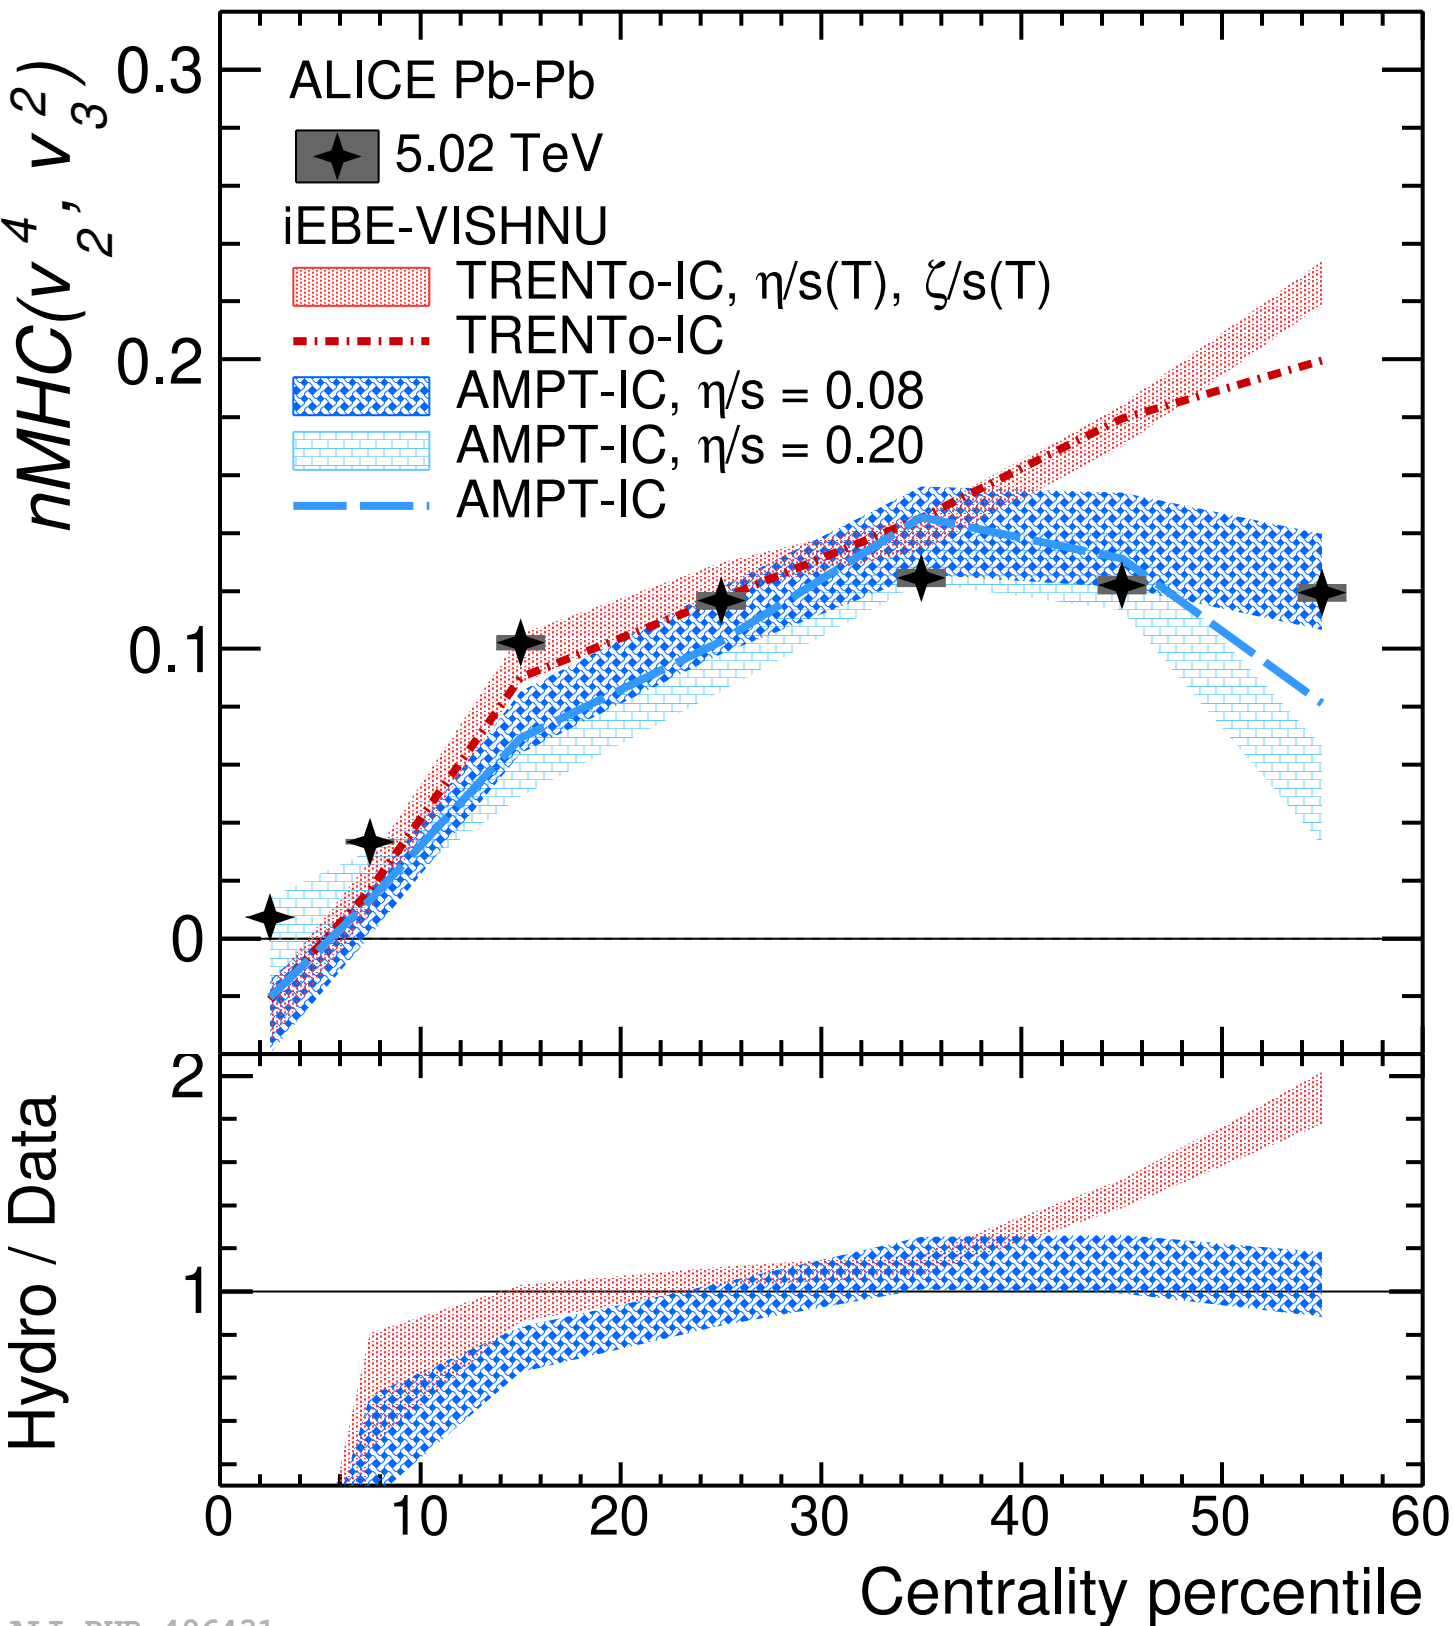 nMHC(v₂⁴, v₃²)
0.3
0.2
0.1
0
ALICE Pb-Pb
5.02 TeV
iEBE-VISHNU
TRENTo-IC, η/s(T), ζ/s(T)
TRENTo-IC
AMPT-IC, η/s = 0.08
AMPT-IC, η/s = 0.20
AMPT-IC
Hydro / Data
2
1
0 10 20 30 40 50 60
Centrality percentile